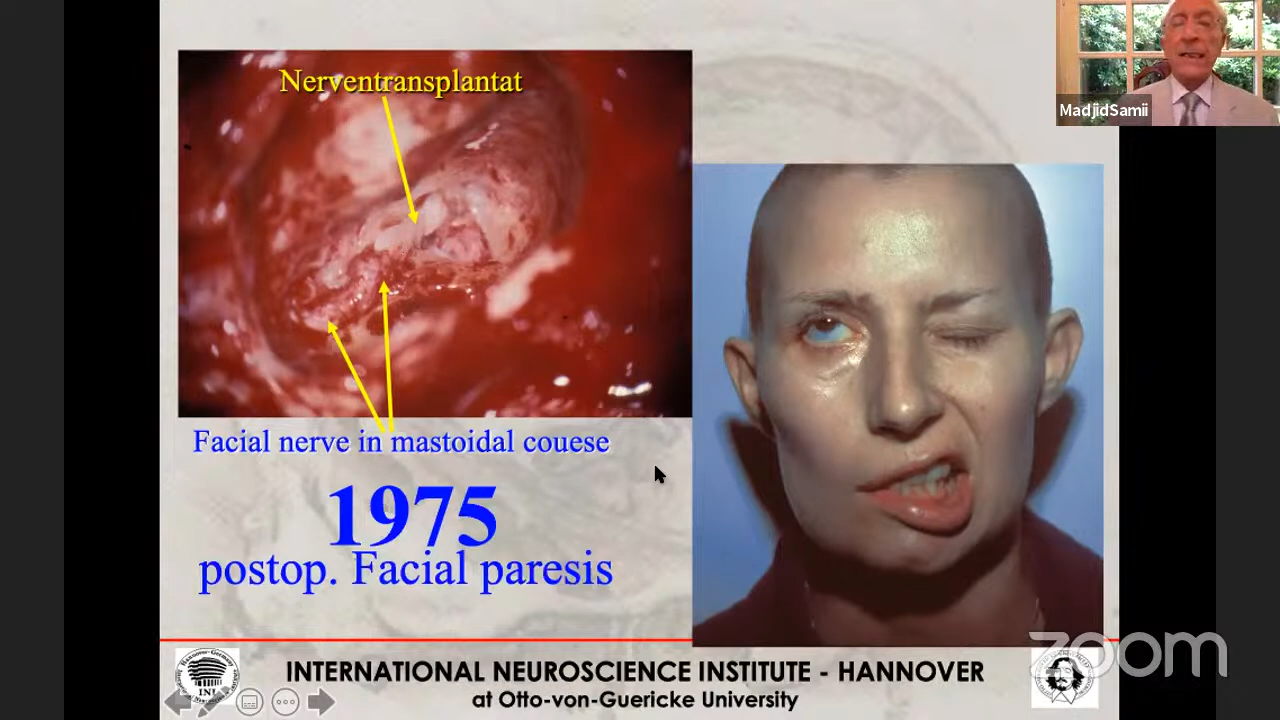 Nerventransplantat
MadjidSamii
Facial nerve in mastoidal couese
1975
postop. Facial paresis
INTERNATIONAL NEUROSCIENCE INSTITUTE - HANNOVER
at Otto-von-Guericke University
INI
zoom